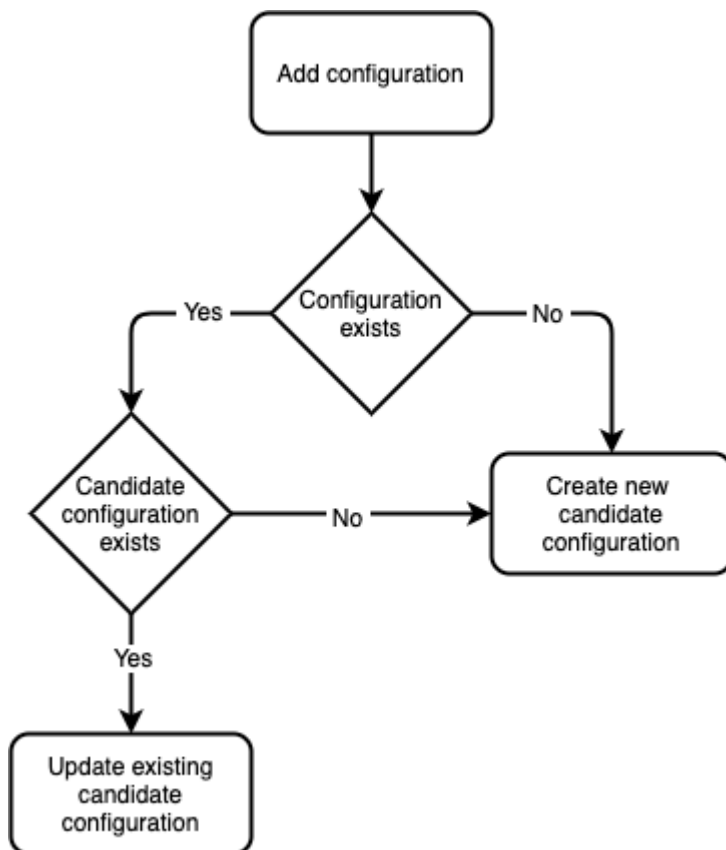 Add configuration
Configuration
exists
Yes
No
Candidate
configuration
exists
No
Create new
candidate
configuration
Yes
Update existing
candidate
configuration